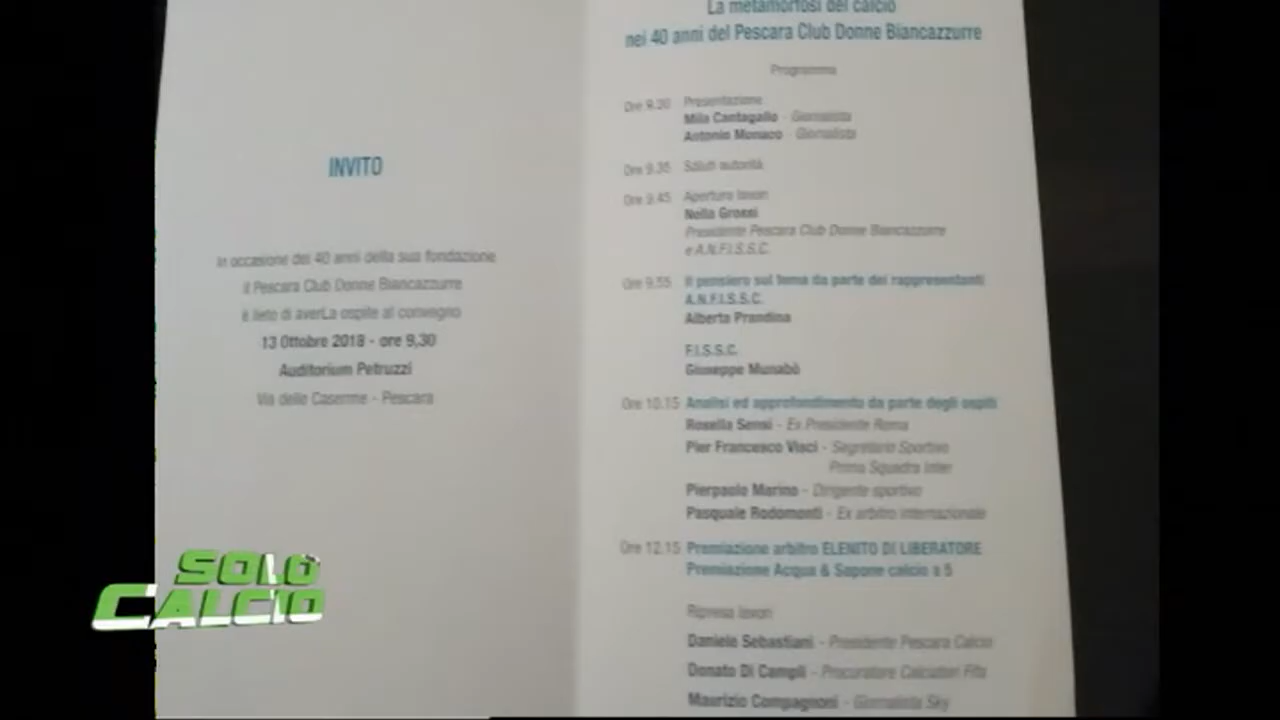 INVITO
In occasione dei 40 anni della sua fondazione
il Pescara Club Donne Biancazzurre
è lieto di averLa ospite al convegno
13 Ottobre 2018 - ore 9,30
Auditorium Petruzzi
Via delle Caserme - Pescara
La metamorfosi del calcio
nei 40 anni del Pescara Club Donne Biancazzurre
Programma
Ore 9.30 Presentazione
Mila Cantagallo - Giornalista
Antonio Monaco - Giornalista
Ore 9.35 Saluti autorità
Ore 9.45 Apertura lavori
Nella Grossi
Presidente Pescara Club Donne Biancazzurre
e A.N.F.I.S.S.C.
Ore 9.55 Il pensiero sul tema da parte dei rappresentanti
A.N.F.I.S.S.C.
Alberta Prandina
F.I.S.S.C.
Giuseppe Munabò
Ore 10.15 Analisi ed approfondimento da parte degli ospiti
Rosella Sensi - Ex Presidente Roma
Pier Francesco Visci - Segretario Sportivo
Prima Squadra Inter
Pierpaolo Marino - Dirigente sportivo
Pasquale Rodomonti - Ex arbitro internazionale
Ore 12.15 Premiazione arbitro ELENITO DI LIBERATORE
Premiazione Acqua & Sapone calcio a 5
Ripresa lavori
Daniele Sebastiani - Presidente Pescara Calcio
Donato Di Campli - Procuratore Calciatori Fifa
Maurizio Compagnoni - Giornalista Sky
SOLO
CALCIO